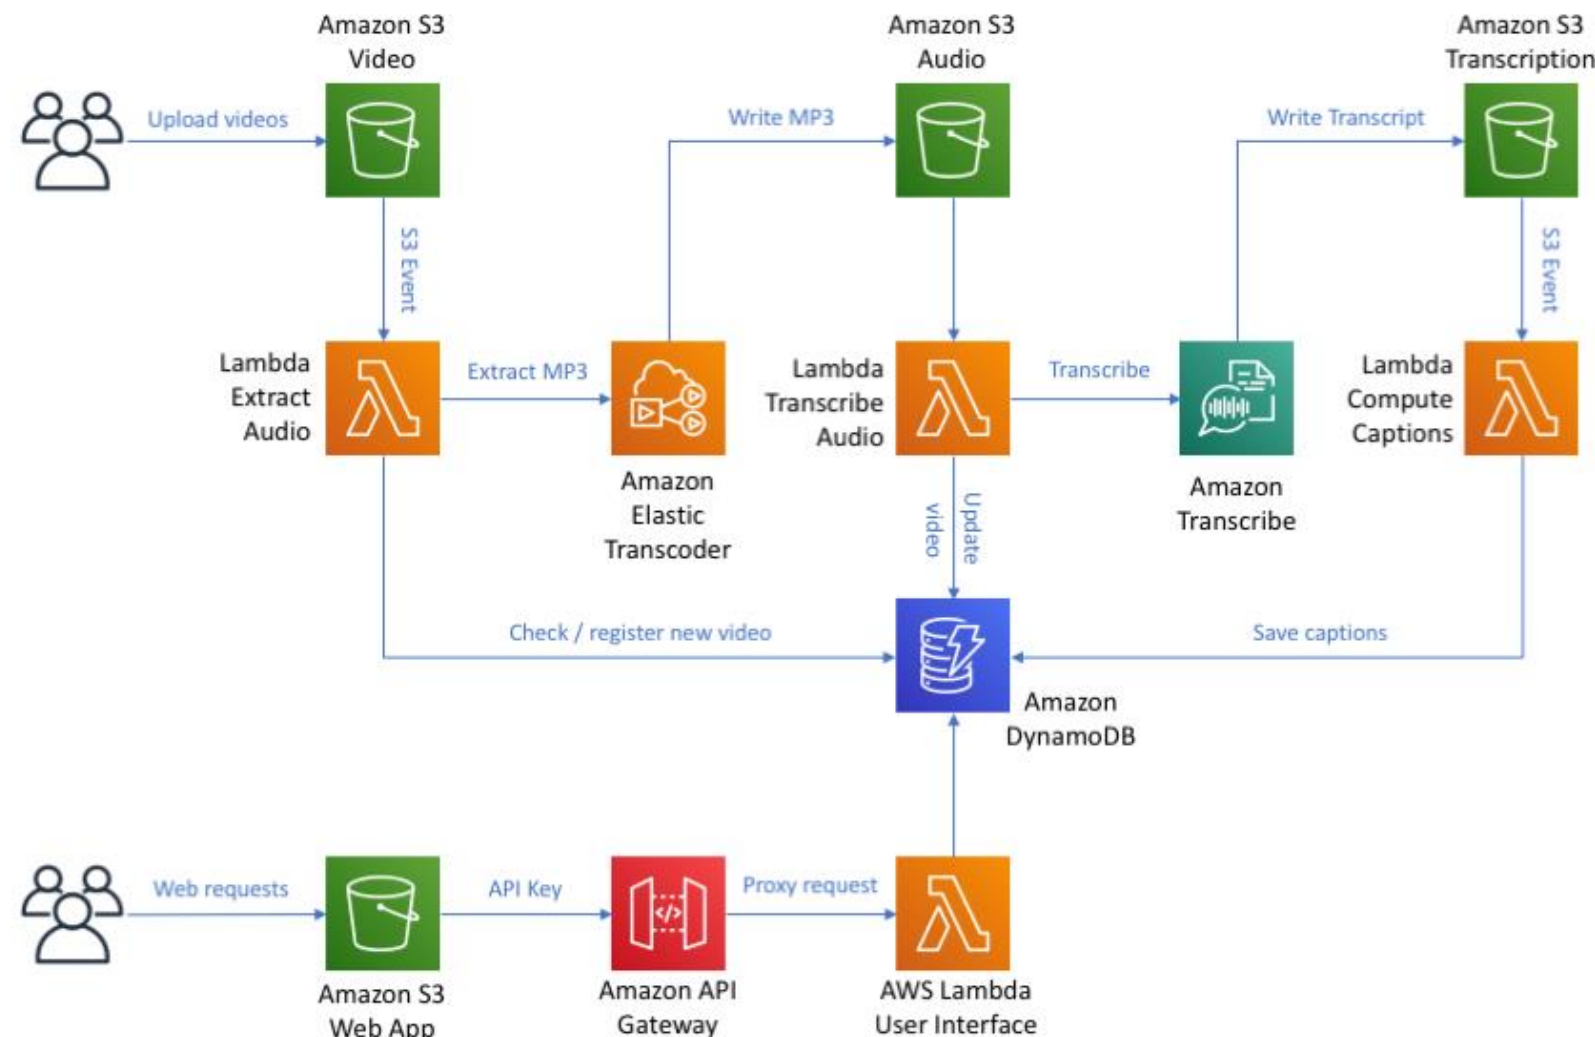 Amazon S3
Video
Amazon S3
Audio
Amazon S3
Transcription
Upload videos
Write MP3
Write Transcript
S3 Event
S3 Event
Lambda
Extract
Audio
Extract MP3
Lambda
Transcribe
Audio
Transcribe
Lambda
Compute
Captions
Amazon
Elastic
Transcoder
Update
video
Amazon
Transcribe
Check / register new video
Save captions
Amazon
DynamoDB
Web requests
API Key
Proxy request
Amazon S3
Web App
Amazon API
Gateway
AWS Lambda
User Interface